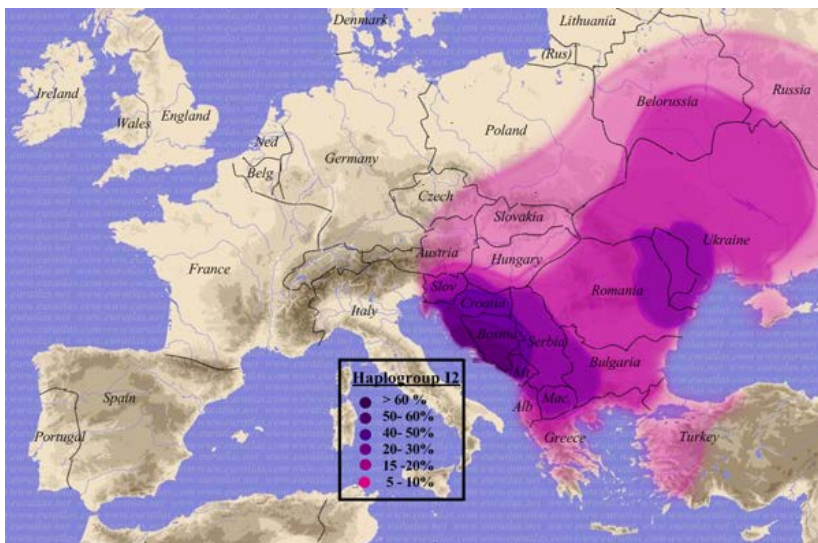 Denmark
Lithuania
(Rus)
Ireland
Wales
England
Ned
Belg
Germany
Poland
Belorussia
Russia
Czech
Slovakia
Ukraine
France
Austria
Hungary
Slov
Croatia
Romania
Italy
Bosnia
Serbia
Mt
Bulgaria
Spain
Portugal
Alb
Mac.
Greece
Turkey
Haplogroup I2
> 60 %
50- 60%
40- 50%
20- 30%
15 -20%
5 - 10%